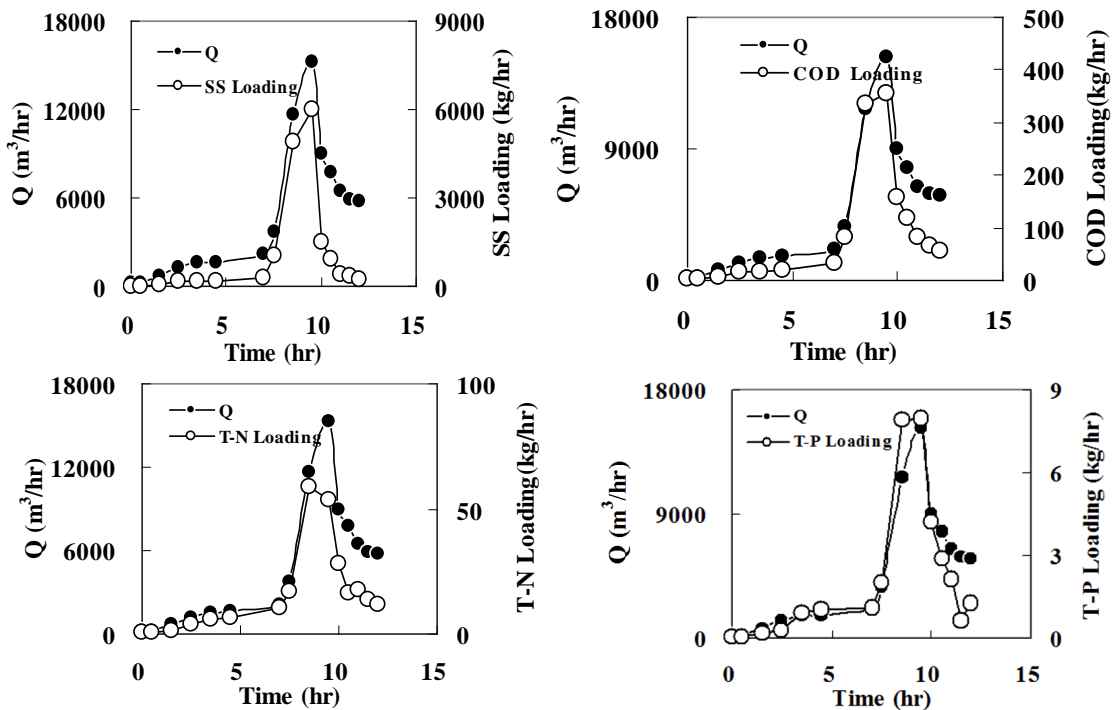 18000
12000
6000
0
Q (m³/hr)
Q
SS Loading
9000
6000
3000
0
SS Loading (kg/hr)
0
5
10
15
Time (hr)
18000
9000
0
Q (m³/hr)
Q
COD Loading
500
400
300
200
100
0
COD Loading(kg/hr)
0
5
10
15
Time (hr)
18000
12000
6000
0
Q (m³/hr)
Q
T-N Loading
100
50
0
T-N Loading(kg/hr)
0
5
10
15
Time (hr)
18000
9000
0
Q (m³/hr)
Q
T-P Loading
9
6
3
0
T-P Loading (kg/hr)
0
5
10
15
Time (hr)